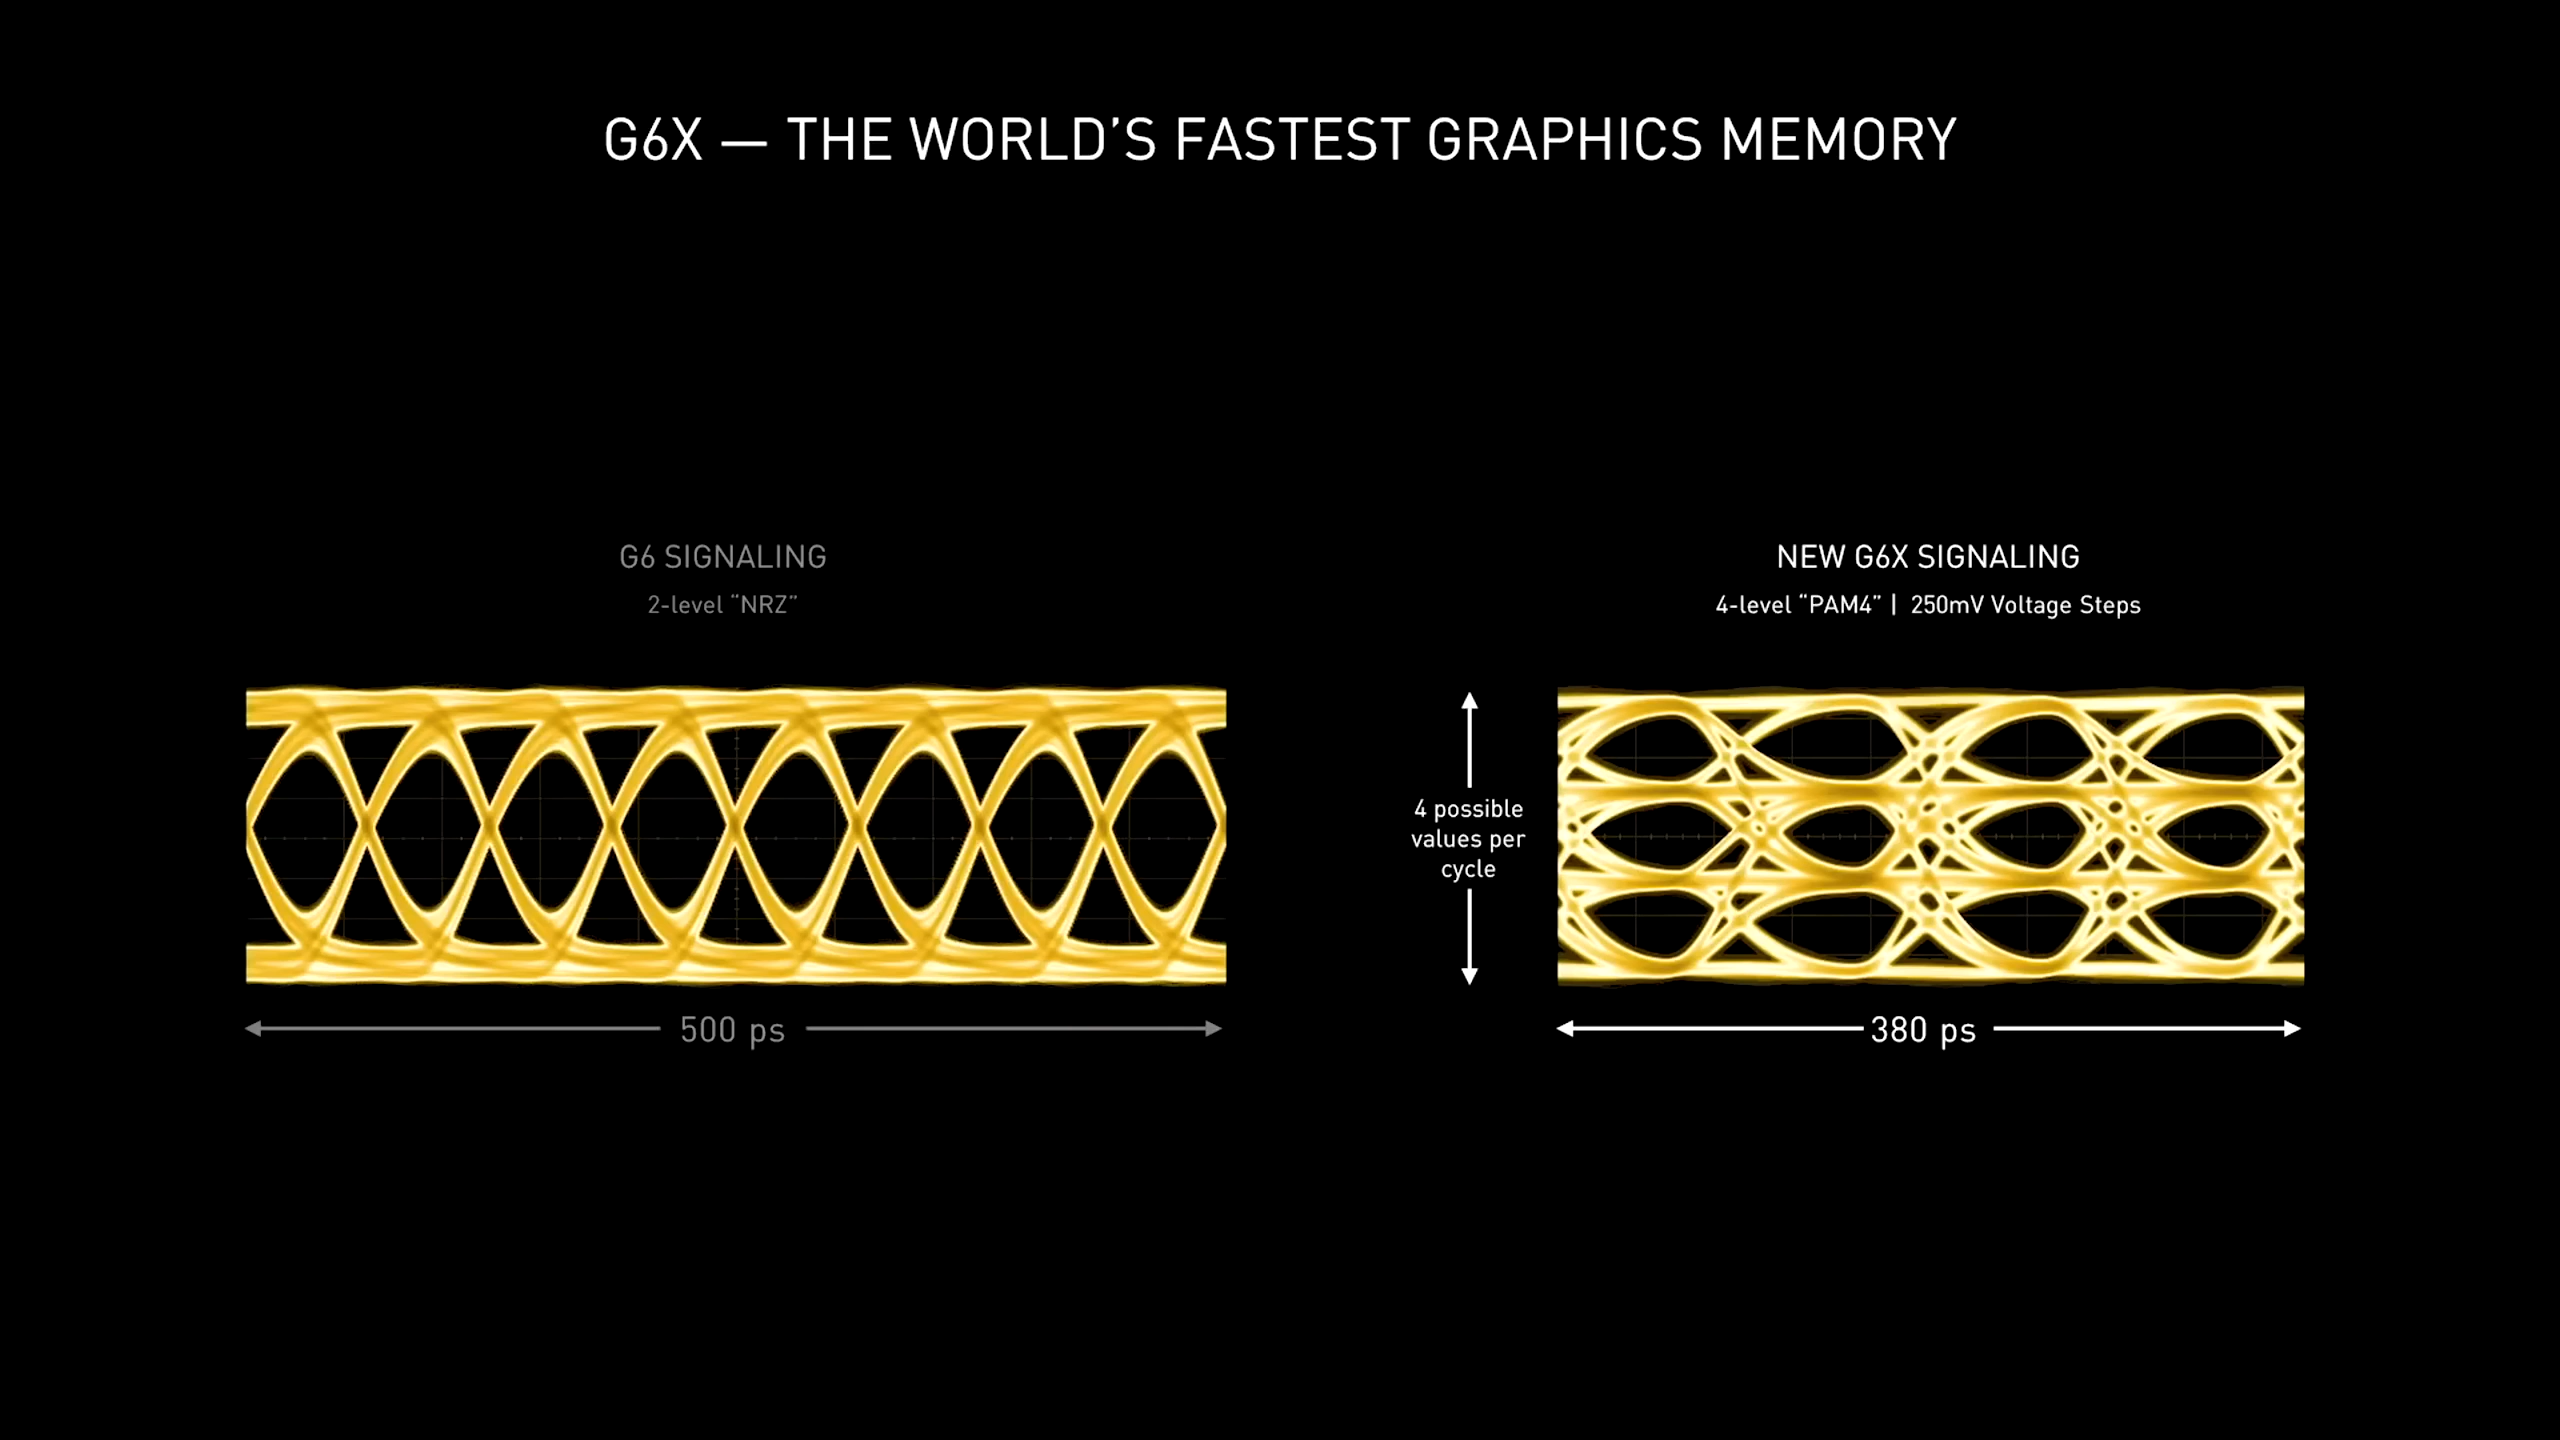 G6X — THE WORLD’S FASTEST GRAPHICS MEMORY
G6 SIGNALING
2-level “NRZ”
500 ps
NEW G6X SIGNALING
4-level “PAM4” | 250mV Voltage Steps
4 possible
values per
cycle
380 ps